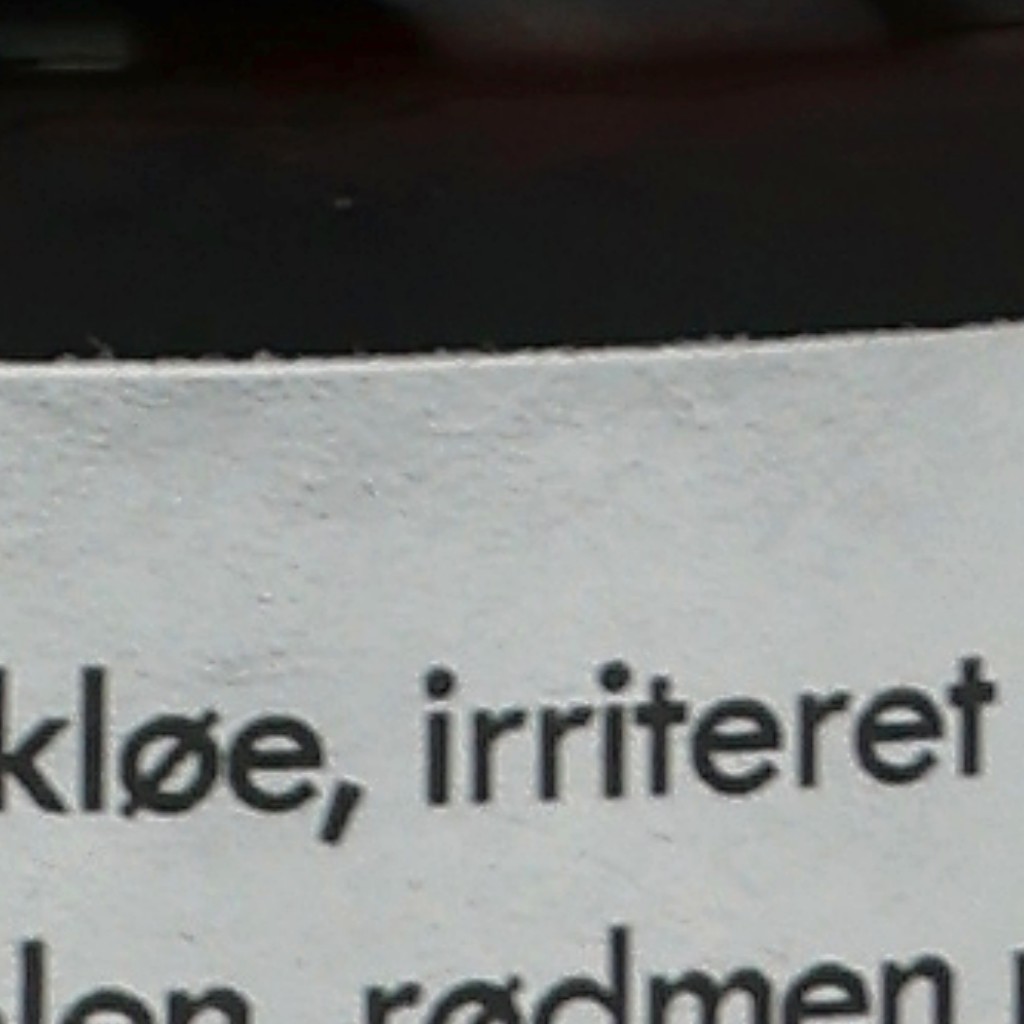 kløe, irriteret
rødmen